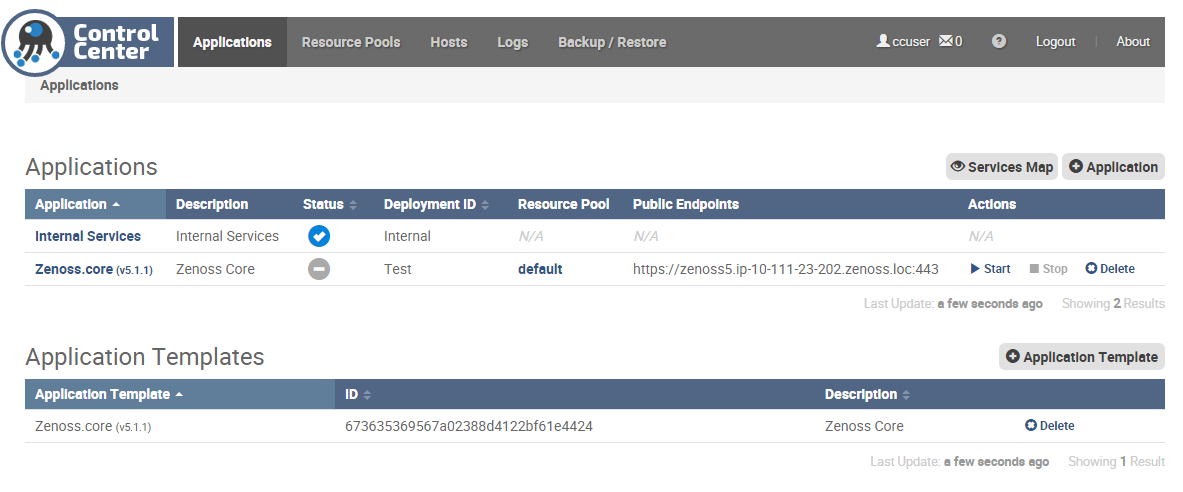 Control Center Applications Resource Pools Hosts Logs Backup / Restore ccuser 0 ? Logout | About
Applications
Applications Services Map Application
Application Description Status Deployment ID Resource Pool Public Endpoints Actions
Internal Services Internal Services Internal N/A N/A N/A
Zenoss.core (v5.1.1) Zenoss Core Test default https://zenoss5.ip-10-111-23-202.zenoss.loc:443 Start Stop Delete
Last Update: a few seconds ago Showing 2 Results
Application Templates Application Template
Application Template ID Description
Zenoss.core (v5.1.1) 673635369567a02388d4122bf61e4424 Zenoss Core Delete
Last Update: a few seconds ago Showing 1 Result